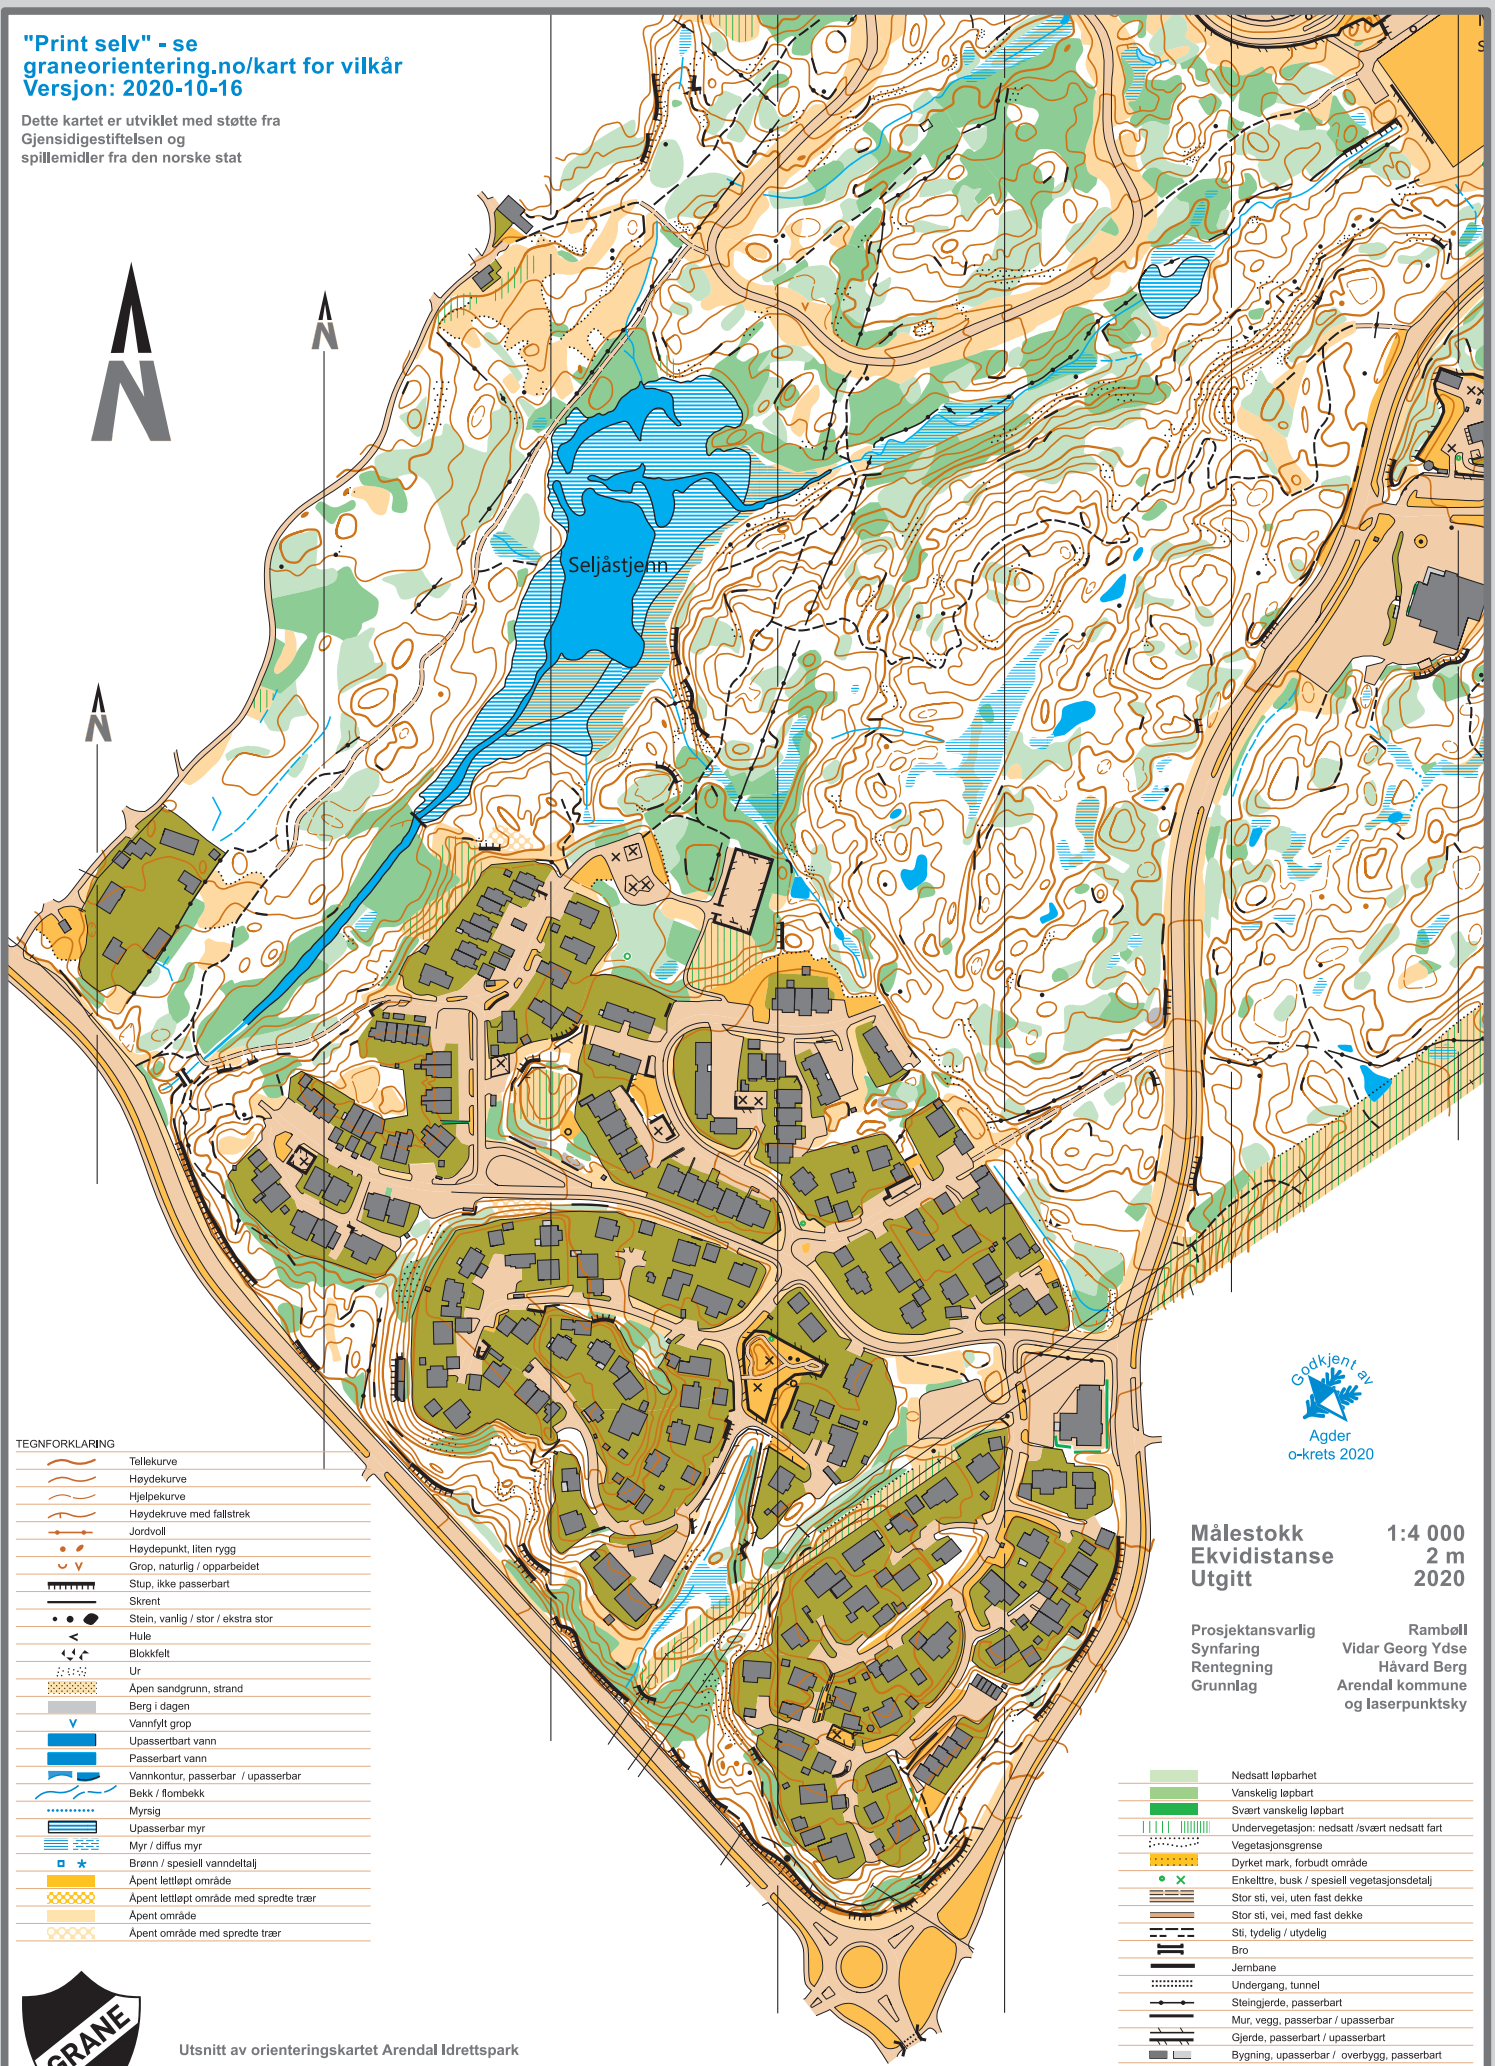 "Print selv" - se
graneorientering.no/kart for vilkår
Versjon: 2020-10-16
Dette kartet er utviklet med støtte fra
Gjensidigestiftelsen og
spillemidler fra den norske stat
N
N
N
Seljåstjenn
Godkjent av
Agder
o-krets 2020
Målestokk 1:4 000
Ekvidistanse 2 m
Utgitt 2020
Prosjektansvarlig Rambøll
Synfaring Vidar Georg Ydse
Rentegning Håvard Berg
Grunnlag Arendal kommune
og laserpunktsky
TEGNFORKLARING
Tellekurve
Høydekurve
Hjelpekurve
Høydekruve med fallstrek
Jordvoll
Høydepunkt, liten rygg
Grop, naturlig / opparbeidet
Stup, ikke passerbart
Skrent
Stein, vanlig / stor / ekstra stor
Hule
Blokkfelt
Ur
Åpen sandgrunn, strand
Berg i dagen
Vannfylt grop
Upassertbart vann
Passerbart vann
Vannkontur, passerbar / upasserbar
Bekk / flombekk
Myrsig
Upasserbar myr
Myr / diffus myr
Brønn / spesiell vanndeltalj
Åpent lettløpt område
Åpent lettløpt område med spredte trær
Åpent område
Åpent område med spredte trær
Nedsatt løpbarhet
Vanskelig løpbart
Svært vanskelig løpbart
Undervegetasjon: nedsatt /svært nedsatt fart
Vegetasjonsgrense
Dyrket mark, forbudt område
Enkelttre, busk / spesiell vegetasjonsdetalj
Stor sti, vei, uten fast dekke
Stor sti, vei, med fast dekke
Sti, tydelig / utydelig
Bro
Jernbane
Undergang, tunnel
Steingjerde, passerbart
Mur, vegg, passerbar / upasserbar
Gjerde, passerbart / upasserbart
Bygning, upasserbar / overbygg, passerbart
GRANE
Utsnitt av orienteringskartet Arendal Idrettspark